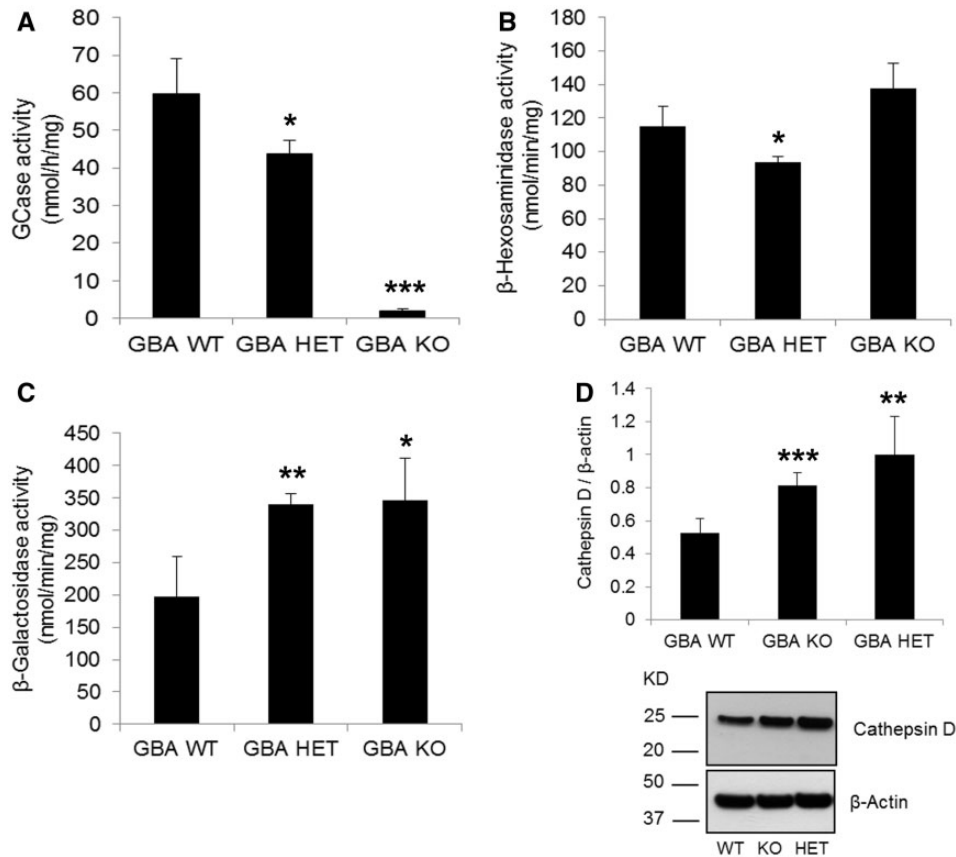 A
GCase activity
(nmol/h/mg)
80
70
60
50
40
30
20
10
0
*
***
GBA WT GBA HET GBA KO
B
β-Hexosaminidase activity
(nmol/min/mg)
180
160
140
120
100
80
60
40
20
0
*
GBA WT GBA HET GBA KO
C
β-Galactosidase activity
(nmol/min/mg)
450
400
350
300
250
200
150
100
50
0
**
*
GBA WT GBA HET GBA KO
D
Cathepsin D / β-actin
1.4
1.2
1
0.8
0.6
0.4
0.2
0
***
**
GBA WT GBA KO GBA HET
KD
25
20
Cathepsin D
50
37
β-Actin
WT KO HET